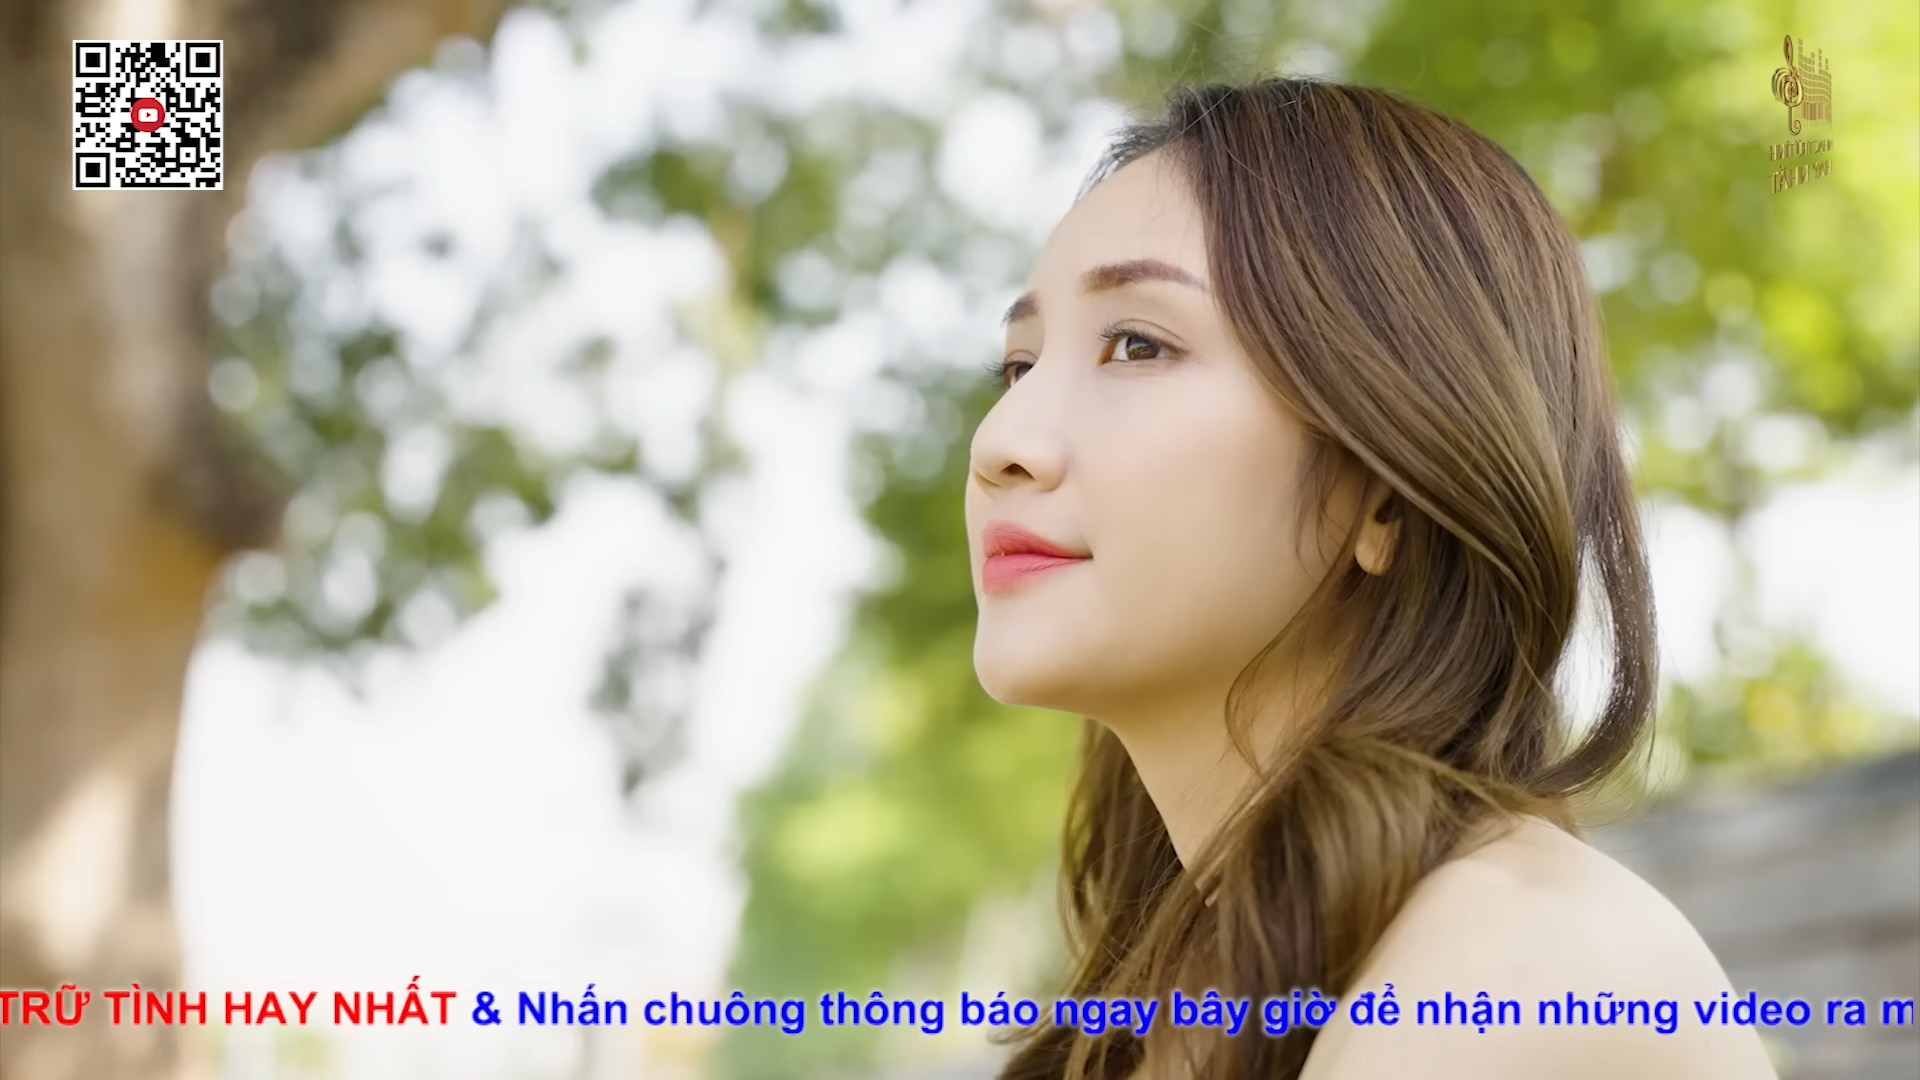 TRỮ TÌNH HAY NHẤT & Nhấn chuông thông báo ngay bây giờ để nhận những video ra m